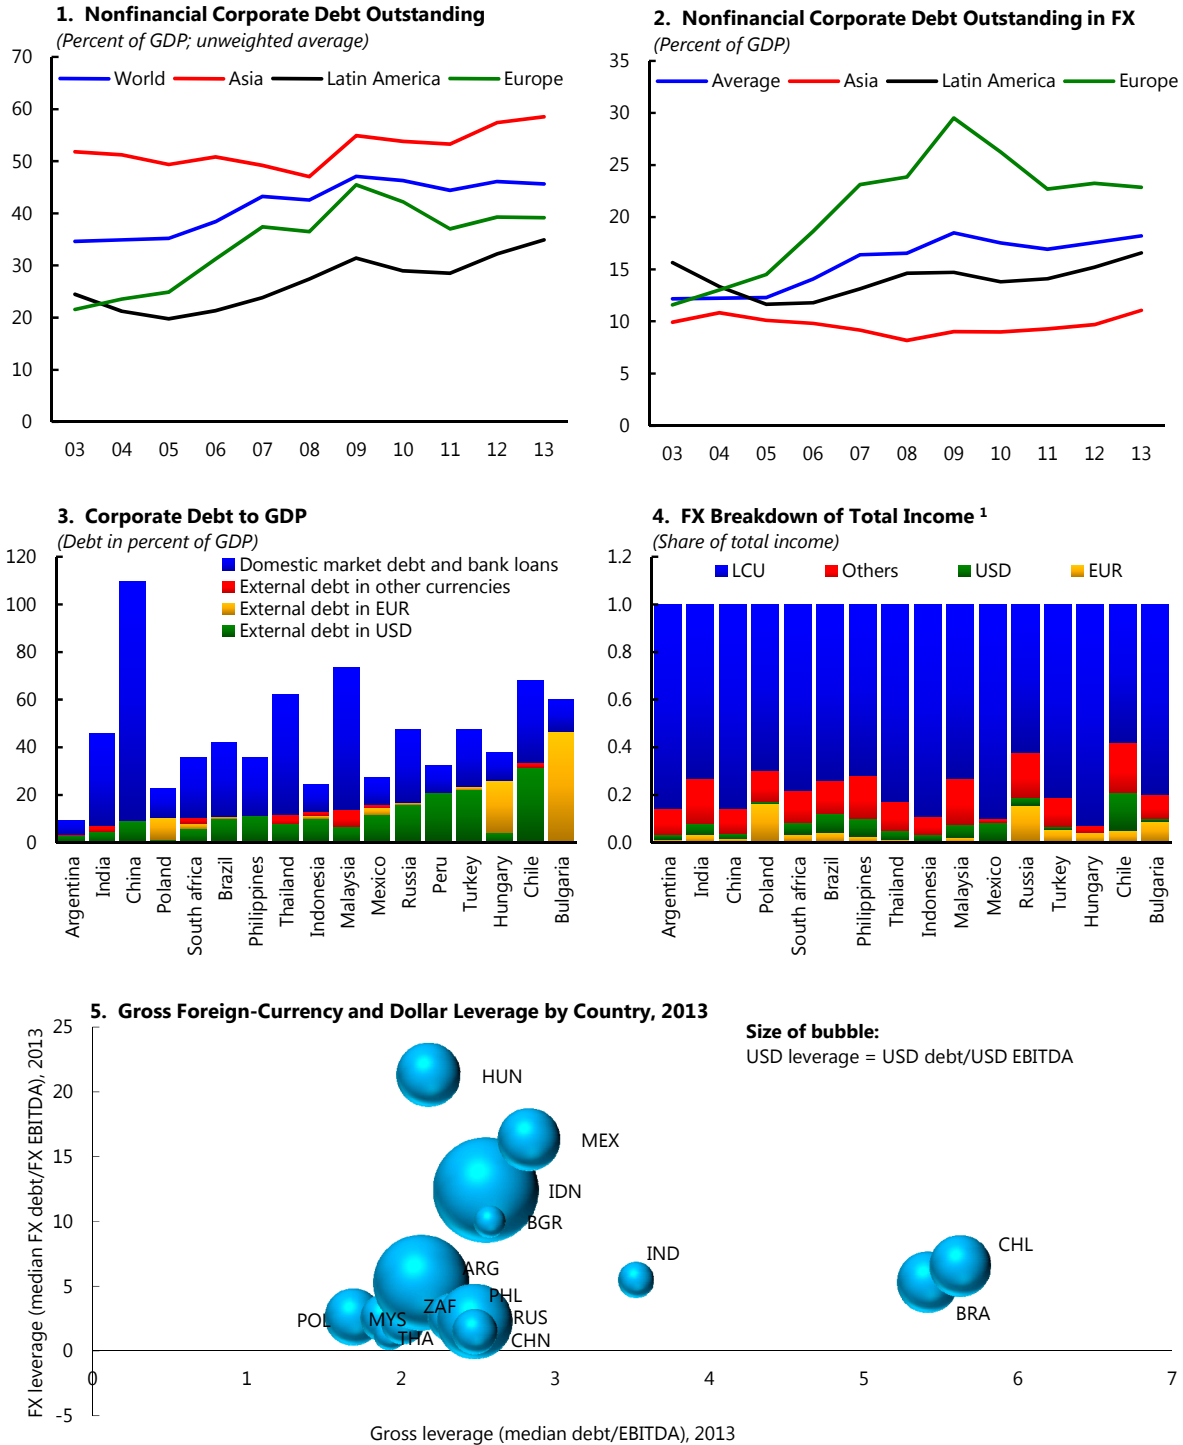 1. Nonfinancial Corporate Debt Outstanding
(Percent of GDP; unweighted average)
70
60
50
40
30
20
10
0
World Asia Latin America Europe
03 04 05 06 07 08 09 10 11 12 13
2. Nonfinancial Corporate Debt Outstanding in FX
(Percent of GDP)
35
30
25
20
15
10
5
0
Average Asia Latin America Europe
03 04 05 06 07 08 09 10 11 12 13
3. Corporate Debt to GDP
(Debt in percent of GDP)
120
100
80
60
40
20
0
Domestic market debt and bank loans
External debt in other currencies
External debt in EUR
External debt in USD
Argentina
India
China
Poland
South africa
Brazil
Philippines
Thailand
Indonesia
Malaysia
Mexico
Russia
Peru
Turkey
Hungary
Chile
Bulgaria
4. FX Breakdown of Total Income 1
(Share of total income)
1.2
1.0
0.8
0.6
0.4
0.2
0.0
LCU Others USD EUR
Argentina
India
China
Poland
South africa
Brazil
Philippines
Thailand
Indonesia
Malaysia
Mexico
Russia
Turkey
Hungary
Chile
Bulgaria
5. Gross Foreign-Currency and Dollar Leverage by Country, 2013
Size of bubble:
USD leverage = USD debt/USD EBITDA
FX leverage (median FX debt/FX EBITDA), 2013
25
20
15
10
5
0
-5
HUN
MEX
IDN
BGR
IND
CHL
BRA
ARG
PHL
ZAF
RUS
POL
MYS
CHN
THA
0 1 2 3 4 5 6 7
Gross leverage (median debt/EBITDA), 2013